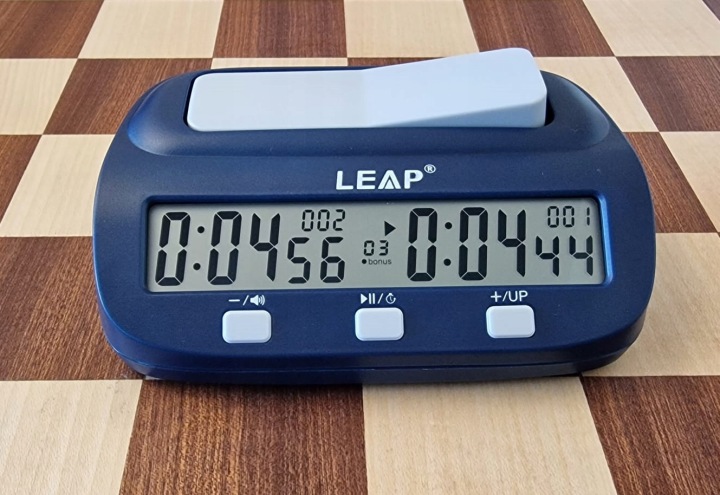 LEAP®
0:04 56 002 03 ▶ 0:04 44 001
•bonus
−/🔊 ▶II/⏱ +/UP